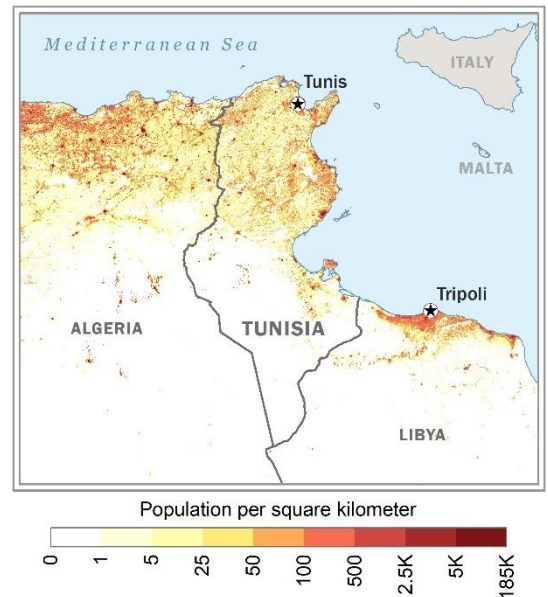 Mediterranean Sea
ITALY
Tunis
MALTA
Tripoli
ALGERIA
TUNISIA
LIBYA
Population per square kilometer
0
1
5
25
50
100
500
2.5K
5K
185K